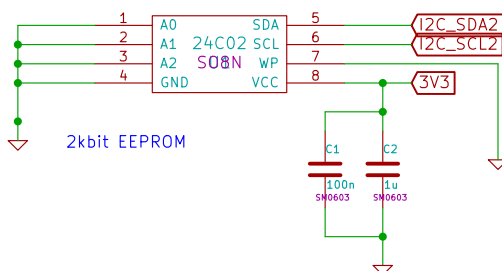 1 A0 SDA 5 I2C_SDA2
2 A1 24C02 SCL 6 I2C_SCL2
3 A2 SO8N WP 7
4 GND VCC 8 3V3
2kbit EEPROM
C1 C2
100n 1u
SM0603 SM0603